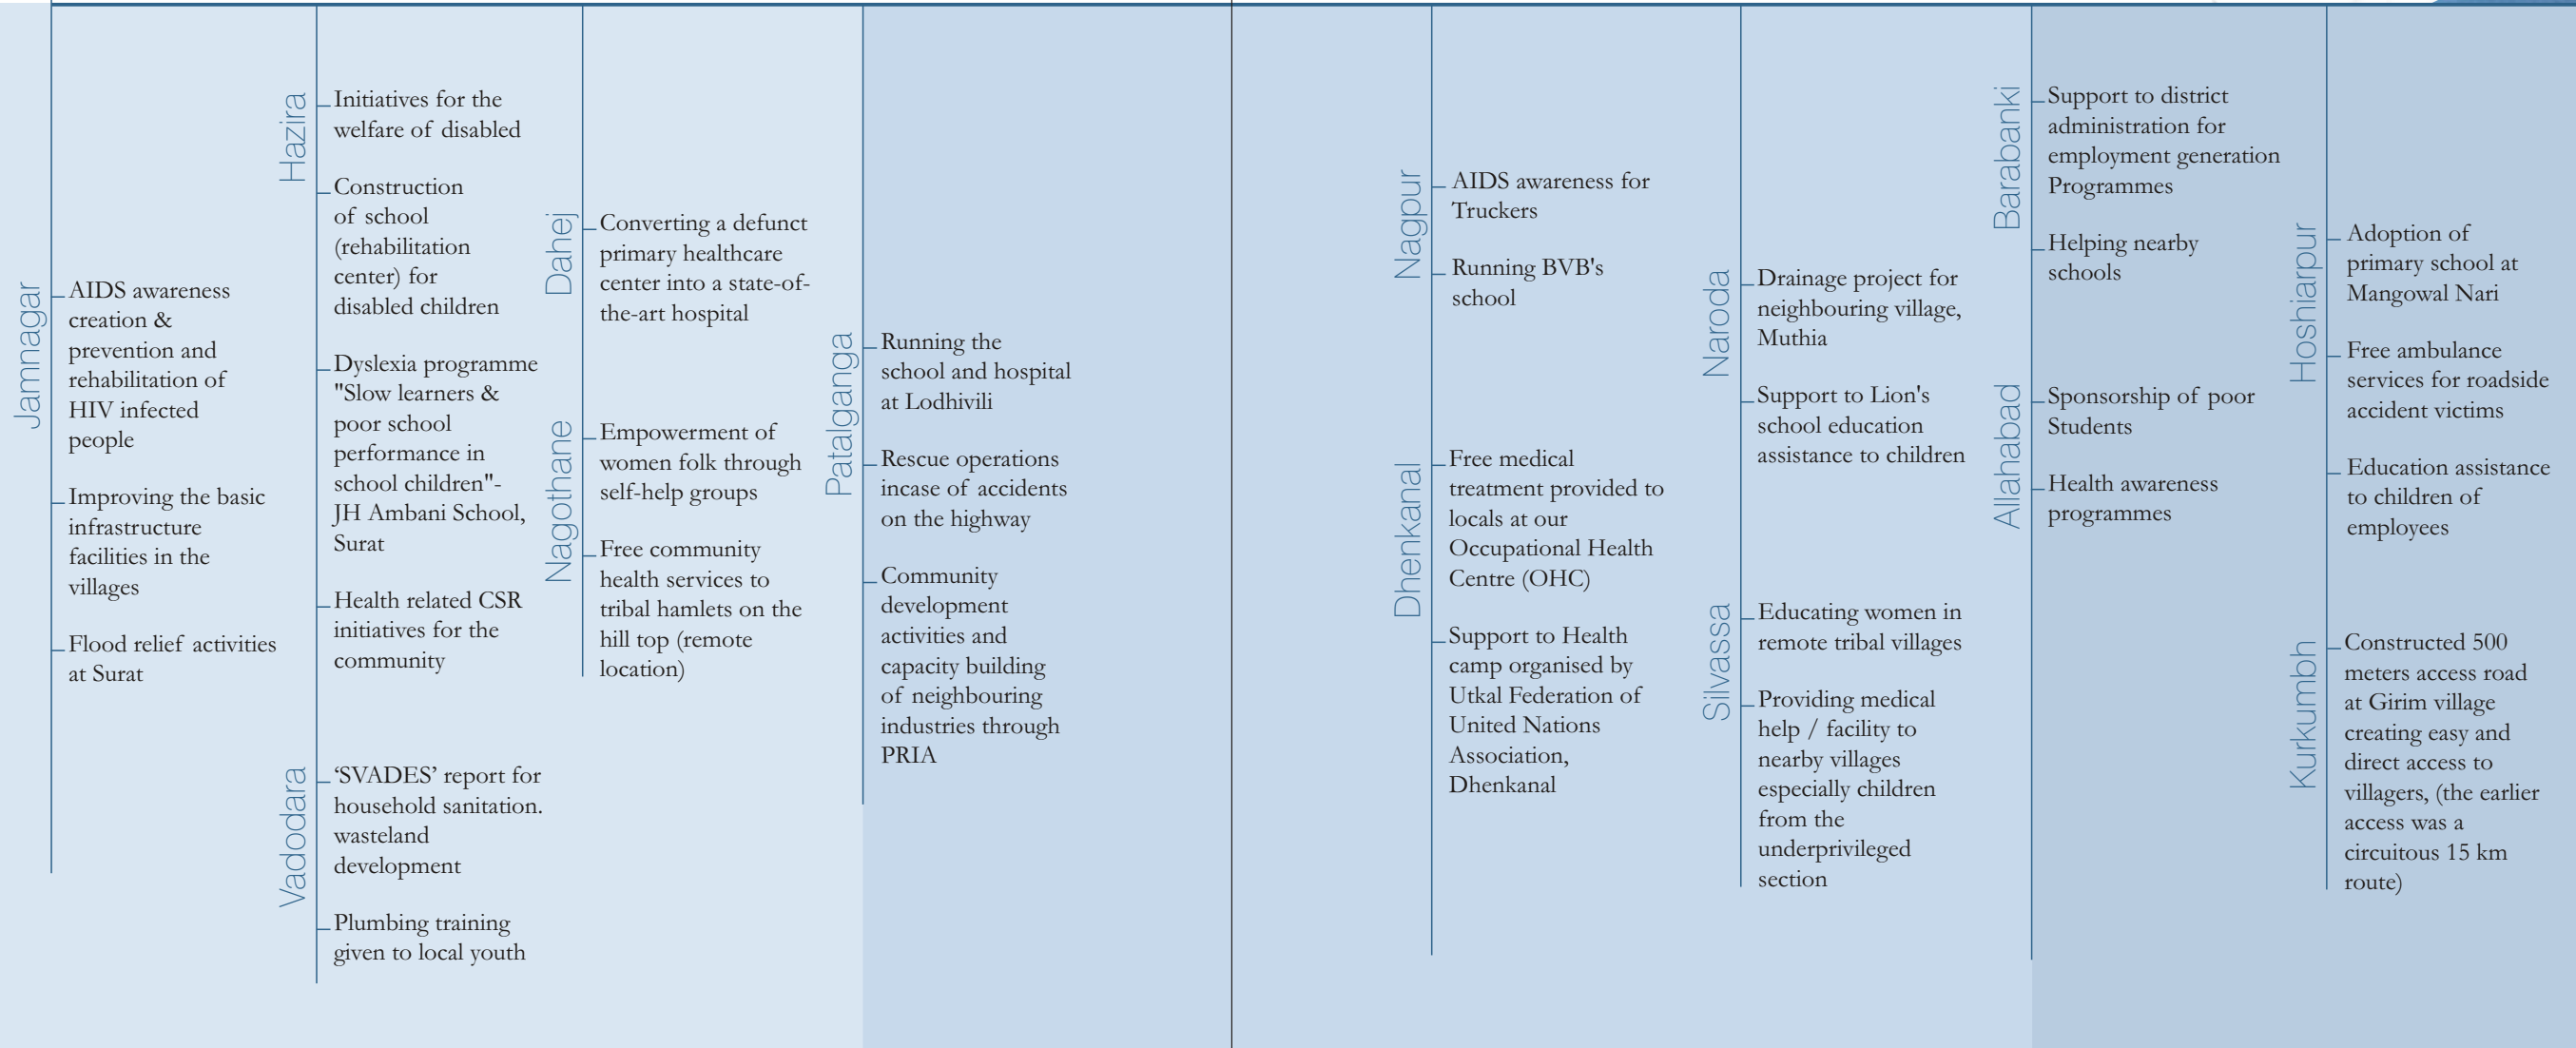 Jamnagar
AIDS awareness
creation &
prevention and
rehabilitation of
HIV infected
people
Improving the basic
infrastructure
facilities in the
villages
Flood relief activities
at Surat
Hazira
Initiatives for the
welfare of disabled
Construction
of school
(rehabilitation
center) for
disabled children
Dyslexia programme
"Slow learners &
poor school
performance in
school children"-
JH Ambani School,
Surat
Health related CSR
initiatives for the
community
Vadodara
‘SVADES’ report for
household sanitation.
wasteland
development
Plumbing training
given to local youth
Dahej
Converting a defunct
primary healthcare
center into a state-of-
the-art hospital
Nagothane
Empowerment of
women folk through
self-help groups
Free community
health services to
tribal hamlets on the
hill top (remote
location)
Patalganga
Running the
school and hospital
at Lodhivili
Rescue operations
incase of accidents
on the highway
Community
development
activities and
capacity building
of neighbouring
industries through
PRIA
Nagpur
AIDS awareness for
Truckers
Running BVB's
school
Dhenkanal
Free medical
treatment provided to
locals at our
Occupational Health
Centre (OHC)
Support to Health
camp organised by
Utkal Federation of
United Nations
Association,
Dhenkanal
Naroda
Drainage project for
neighbouring village,
Muthia
Support to Lion's
school education
assistance to children
Silvassa
Educating women in
remote tribal villages
Providing medical
help / facility to
nearby villages
especially children
from the
underprivileged
section
Barabanki
Support to district
administration for
employment generation
Programmes
Helping nearby
schools
Allahabad
Sponsorship of poor
Students
Health awareness
programmes
Hoshiarpur
Adoption of
primary school at
Mangowal Nari
Free ambulance
services for roadside
accident victims
Education assistance
to children of
employees
Kurkumbh
Constructed 500
meters access road
at Girim village
creating easy and
direct access to
villagers, (the earlier
access was a
circuitous 15 km
route)